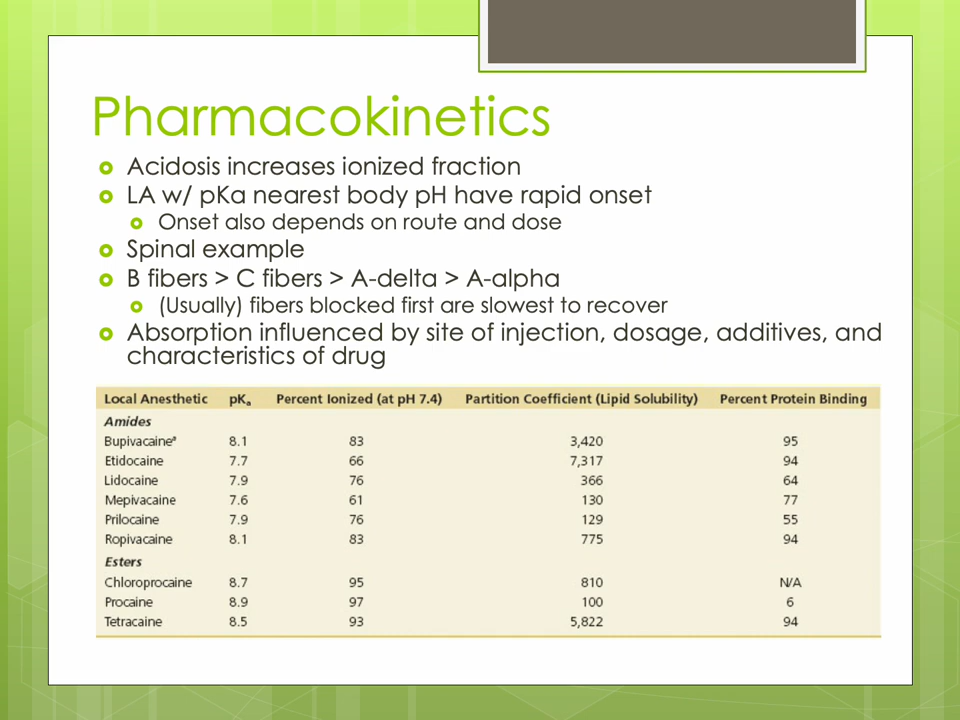 Pharmacokinetics
Acidosis increases ionized fraction
LA w/ pKa nearest body pH have rapid onset
Onset also depends on route and dose
Spinal example
B fibers > C fibers > A-delta > A-alpha
(Usually) fibers blocked first are slowest to recover
Absorption influenced by site of injection, dosage, additives, and
characteristics of drug
Local Anesthetic pKa Percent Ionized (at pH 7.4) Partition Coefficient (Lipid Solubility) Percent Protein Binding
Amides
Bupivacaineª 8.1 83 3,420 95
Etidocaine 7.7 66 7,317 94
Lidocaine 7.9 76 366 64
Mepivacaine 7.6 61 130 77
Prilocaine 7.9 76 129 55
Ropivacaine 8.1 83 775 94
Esters
Chloroprocaine 8.7 95 810 N/A
Procaine 8.9 97 100 6
Tetracaine 8.5 93 5,822 94